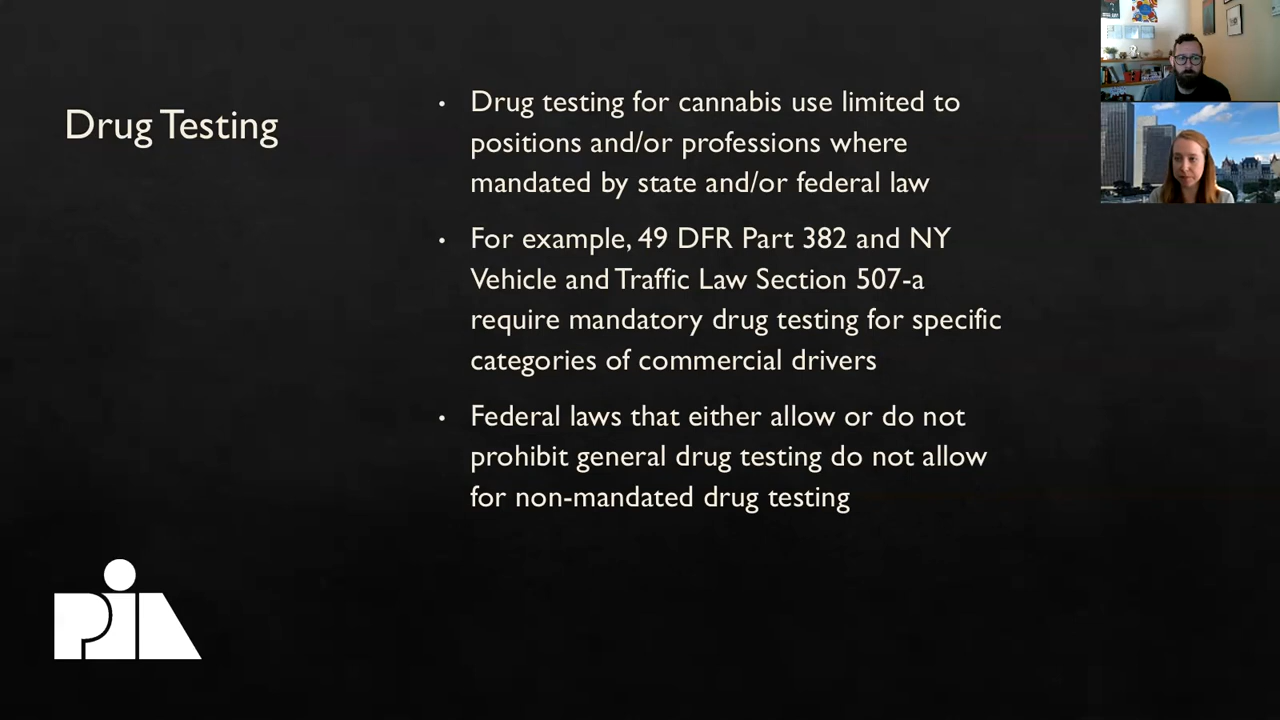 Drug Testing
• Drug testing for cannabis use limited to
positions and/or professions where
mandated by state and/or federal law
• For example, 49 DFR Part 382 and NY
Vehicle and Traffic Law Section 507-a
require mandatory drug testing for specific
categories of commercial drivers
• Federal laws that either allow or do not
prohibit general drug testing do not allow
for non-mandated drug testing
PIA